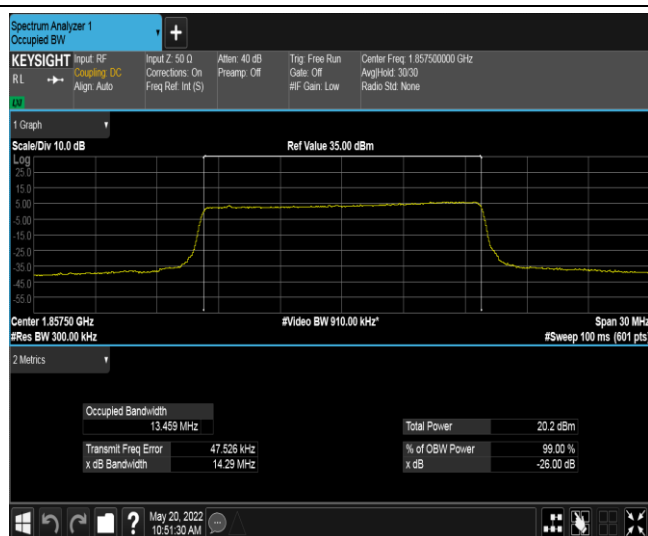 Spectrum Analyzer 1
Occupied BW
+
KEYSIGHT Input: RF Input Z: 50 Ω Atten: 40 dB Trig: Free Run Center Freq: 1.857500000 GHz
RL Coupling: DC Corrections: On Preamp: Off Gate: Off Avg|Hold: 30/30
Align: Auto Freq Ref: Int (S) #IF Gain: Low Radio Std: None
1 Graph
Scale/Div 10.0 dB Ref Value 35.00 dBm
Log
25.0
15.0
5.00
-5.00
-15.0
-25.0
-35.0
-45.0
-55.0
Center 1.85750 GHz #Video BW 910.00 kHz* Span 30 MHz
#Res BW 300.00 kHz #Sweep 100 ms (601 pts)
2 Metrics
Occupied Bandwidth
13.459 MHz Total Power 20.2 dBm
Transmit Freq Error 47.526 kHz % of OBW Power 99.00 %
x dB Bandwidth 14.29 MHz x dB -26.00 dB
? May 20, 2022
10:51:30 AM